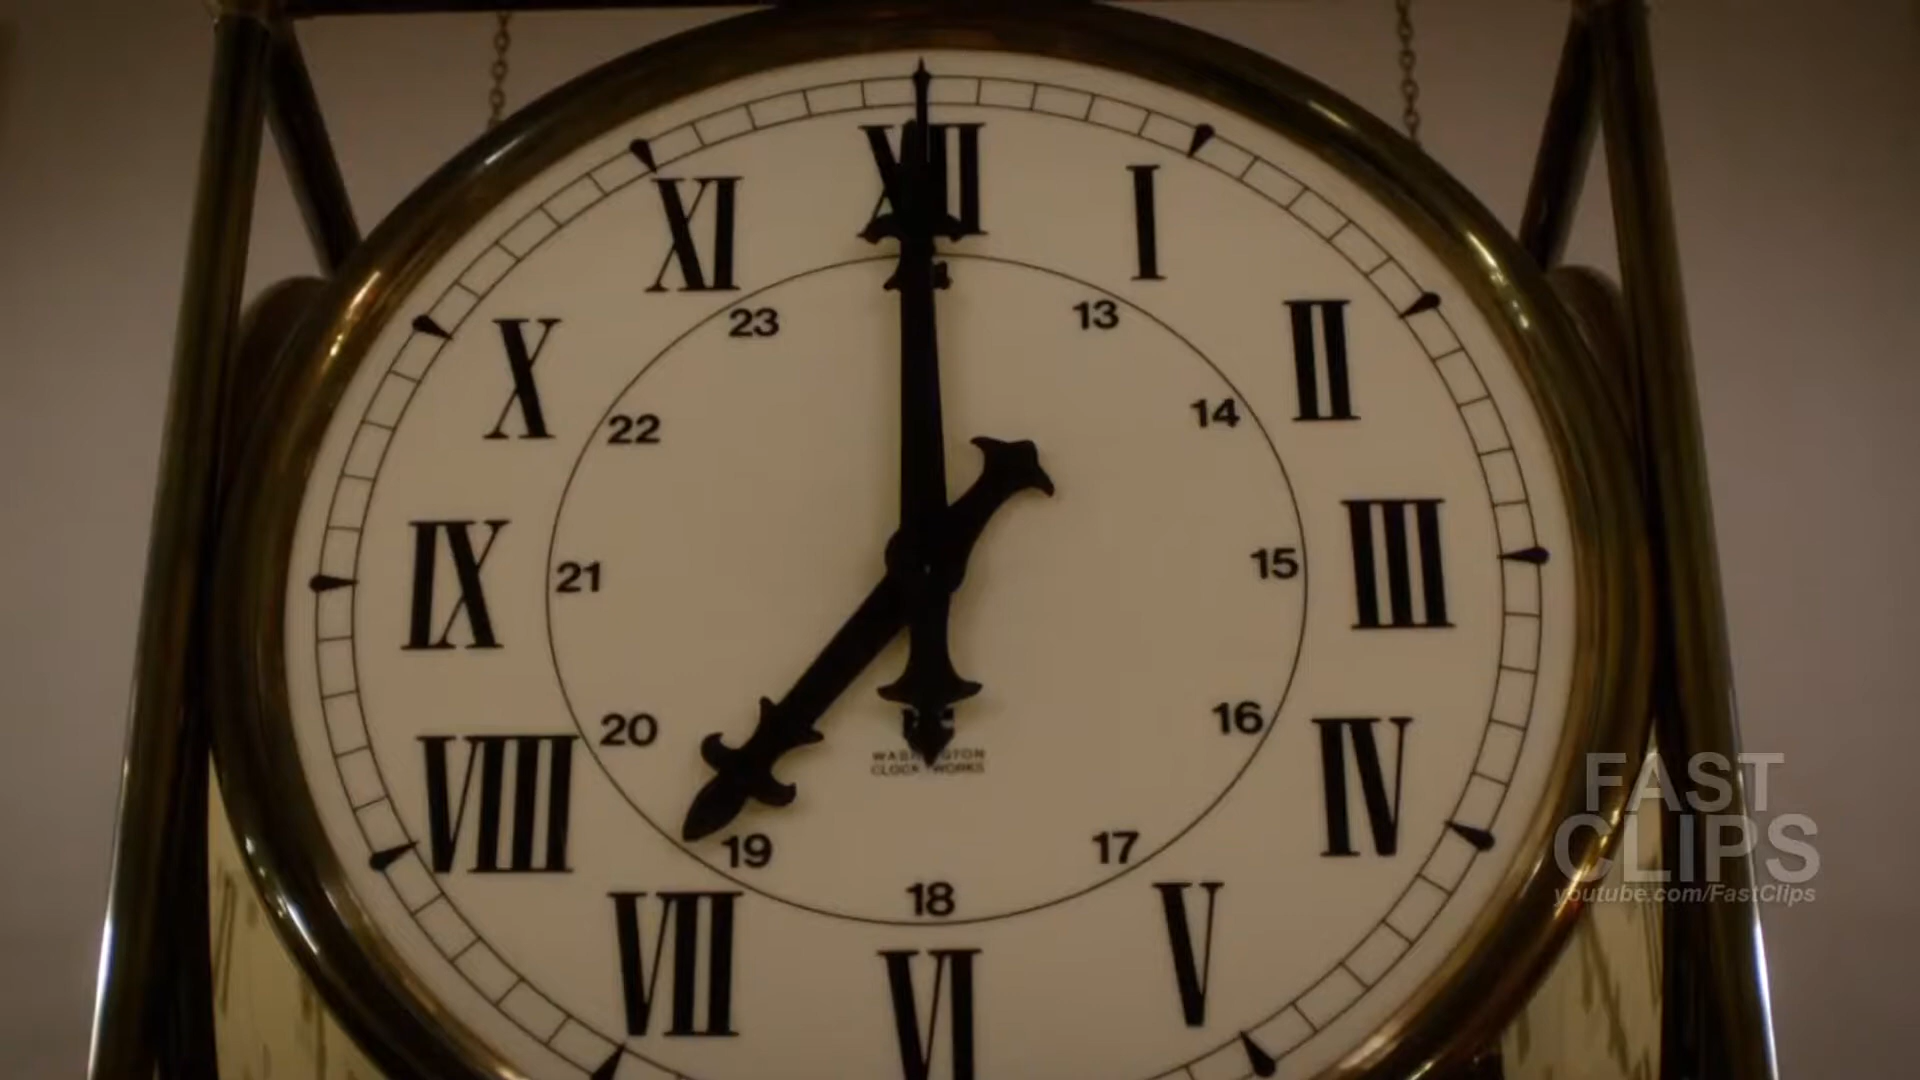 XII
XI
I
23
13
X
II
22
14
IX
21
15
III
20
16
VIII
IV
WASHINGTON
CLOCK WORKS
19
17
18
VII
V
VI
FAST
CLIPS
youtube.com/FastClips